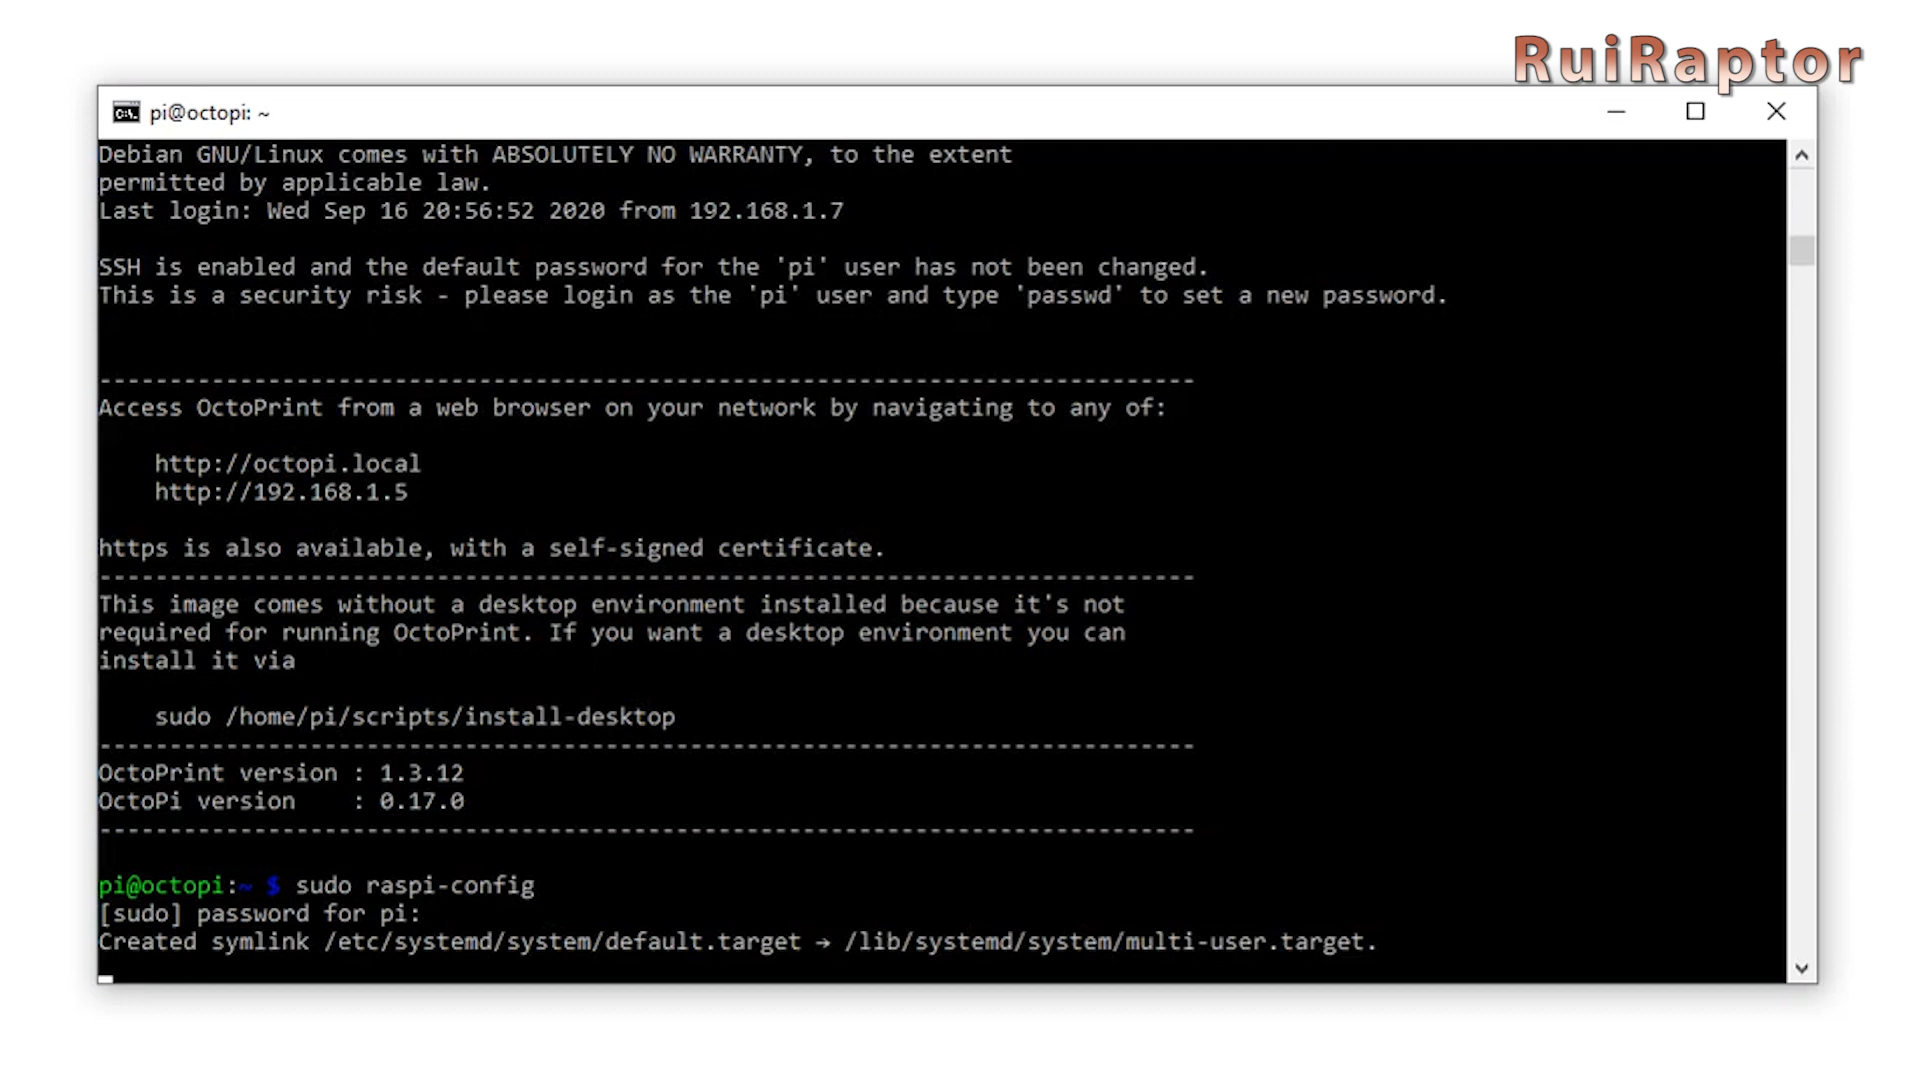 RuiRaptor
pi@octopi: ~
Debian GNU/Linux comes with ABSOLUTELY NO WARRANTY, to the extent
permitted by applicable law.
Last login: Wed Sep 16 20:56:52 2020 from 192.168.1.7
SSH is enabled and the default password for the 'pi' user has not been changed.
This is a security risk - please login as the 'pi' user and type 'passwd' to set a new password.
------------------------------------------------------------------------------
Access OctoPrint from a web browser on your network by navigating to any of:
http://octopi.local
http://192.168.1.5
https is also available, with a self-signed certificate.
------------------------------------------------------------------------------
This image comes without a desktop environment installed because it's not
required for running OctoPrint. If you want a desktop environment you can
install it via
sudo /home/pi/scripts/install-desktop
------------------------------------------------------------------------------
OctoPrint version : 1.3.12
OctoPi version    : 0.17.0
------------------------------------------------------------------------------
pi@octopi:~ $ sudo raspi-config
[sudo] password for pi:
Created symlink /etc/systemd/system/default.target → /lib/systemd/system/multi-user.target.